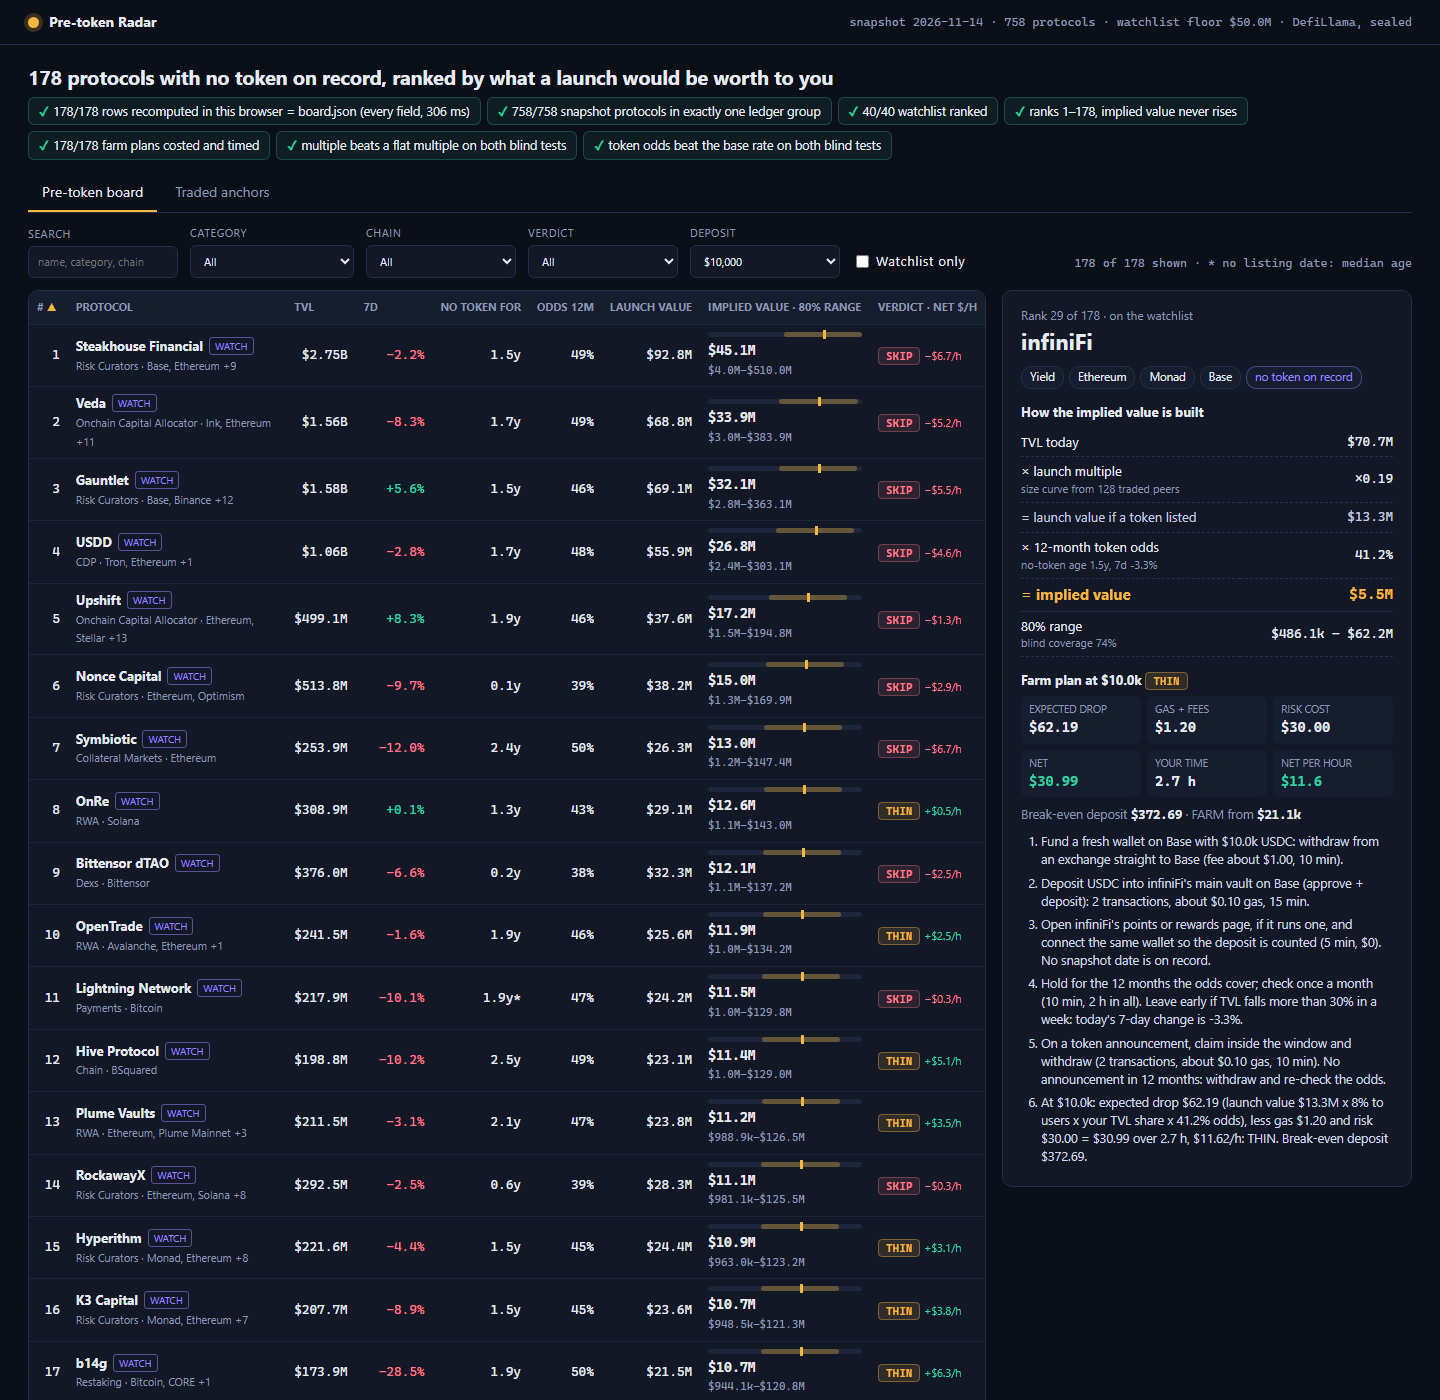 Pre-token Radar
snapshot 2026-11-14 · 758 protocols · watchlist floor $50.0M · DefiLlama, sealed
178 protocols with no token on record, ranked by what a launch would be worth to you
✓ 178/178 rows recomputed in this browser = board.json (every field, 306 ms)
✓ 758/758 snapshot protocols in exactly one ledger group
✓ 40/40 watchlist ranked
✓ ranks 1–178, implied value never rises
✓ 178/178 farm plans costed and timed
✓ multiple beats a flat multiple on both blind tests
✓ token odds beat the base rate on both blind tests
Pre-token board
Traded anchors
SEARCH
name, category, chain
CATEGORY
All
CHAIN
All
VERDICT
All
DEPOSIT
$10,000
Watchlist only
178 of 178 shown · * no listing date: median age
# ▲ PROTOCOL TVL 7D NO TOKEN FOR ODDS 12M LAUNCH VALUE IMPLIED VALUE · 80% RANGE VERDICT · NET $/H
1 Steakhouse Financial WATCH $2.75B −2.2% 1.5y 49% $92.8M $45.1M SKIP −$6.7/h
Risk Curators · Base, Ethereum +9 $4.0M–$510.0M
2 Veda WATCH $1.56B −8.3% 1.7y 49% $68.8M $33.9M SKIP −$5.2/h
Onchain Capital Allocator · Ink, Ethereum
+11 $3.0M–$383.9M
3 Gauntlet WATCH $1.58B +5.6% 1.5y 46% $69.1M $32.1M SKIP −$5.5/h
Risk Curators · Base, Binance +12 $2.8M–$363.1M
4 USDD WATCH $1.06B −2.8% 1.7y 48% $55.9M $26.8M SKIP −$4.6/h
CDP · Tron, Ethereum +1 $2.4M–$303.1M
5 Upshift WATCH $499.1M +8.3% 1.9y 46% $37.6M $17.2M SKIP −$1.3/h
Onchain Capital Allocator · Ethereum,
Stellar +13 $1.5M–$194.8M
6 Nonce Capital WATCH $513.8M −9.7% 0.1y 39% $38.2M $15.0M SKIP −$2.9/h
Risk Curators · Ethereum, Optimism $1.3M–$169.9M
7 Symbiotic WATCH $253.9M −12.0% 2.4y 50% $26.3M $13.0M SKIP −$6.7/h
Collateral Markets · Ethereum $1.2M–$147.4M
8 OnRe WATCH $308.9M +0.1% 1.3y 43% $29.1M $12.6M THIN +$0.5/h
RWA · Solana $1.1M–$143.0M
9 Bittensor dTAO WATCH $376.0M −6.6% 0.2y 38% $32.3M $12.1M SKIP −$2.5/h
Dexs · Bittensor $1.1M–$137.2M
10 OpenTrade WATCH $241.5M −1.6% 1.9y 46% $25.6M $11.9M THIN +$2.5/h
RWA · Avalanche, Ethereum +1 $1.0M–$134.2M
11 Lightning Network WATCH $217.9M −10.1% 1.9y* 47% $24.2M $11.5M SKIP −$0.3/h
Payments · Bitcoin $1.0M–$129.8M
12 Hive Protocol WATCH $198.8M −10.2% 2.5y 49% $23.1M $11.4M THIN +$5.1/h
Chain · BSquared $1.0M–$129.0M
13 Plume Vaults WATCH $211.5M −3.1% 2.1y 47% $23.8M $11.2M THIN +$3.5/h
RWA · Ethereum, Plume Mainnet +3 $988.9k–$126.5M
14 RockawayX WATCH $292.5M −2.5% 0.6y 39% $28.3M $11.1M SKIP −$0.3/h
Risk Curators · Ethereum, Solana +8 $981.1k–$125.5M
15 Hyperithm WATCH $221.6M −4.4% 1.5y 45% $24.4M $10.9M THIN +$3.1/h
Risk Curators · Monad, Ethereum +8 $963.0k–$123.2M
16 K3 Capital WATCH $207.7M −8.9% 1.5y 45% $23.6M $10.7M THIN +$3.8/h
Risk Curators · Monad, Ethereum +7 $948.5k–$121.3M
17 b14g WATCH $173.9M −28.5% 1.9y 50% $21.5M $10.7M THIN +$6.3/h
Restaking · Bitcoin, CORE +1 $944.1k–$120.8M
Rank 29 of 178 · on the watchlist
infiniFi
Yield Ethereum Monad Base no token on record
How the implied value is built
TVL today $70.7M
× launch multiple ×0.19
size curve from 128 traded peers
= launch value if a token listed $13.3M
× 12-month token odds 41.2%
no-token age 1.5y, 7d -3.3%
= implied value $5.5M
80% range $486.1k – $62.2M
blind coverage 74%
Farm plan at $10.0k THIN
EXPECTED DROP GAS + FEES RISK COST
$62.19 $1.20 $30.00
NET YOUR TIME NET PER HOUR
$30.99 2.7 h $11.6
Break-even deposit $372.69 · FARM from $21.1k
1. Fund a fresh wallet on Base with $10.0k USDC: withdraw from
an exchange straight to Base (fee about $1.00, 10 min).
2. Deposit USDC into infiniFi's main vault on Base (approve +
deposit): 2 transactions, about $0.10 gas, 15 min.
3. Open infiniFi's points or rewards page, if it runs one, and
connect the same wallet so the deposit is counted (5 min, $0).
No snapshot date is on record.
4. Hold for the 12 months the odds cover; check once a month
(10 min, 2 h in all). Leave early if TVL falls more than 30% in a
week: today's 7-day change is -3.3%.
5. On a token announcement, claim inside the window and
withdraw (2 transactions, about $0.10 gas, 10 min). No
announcement in 12 months: withdraw and re-check the odds.
6. At $10.0k: expected drop $62.19 (launch value $13.3M x 8% to
users x your TVL share x 41.2% odds), less gas $1.20 and risk
$30.00 = $30.99 over 2.7 h, $11.62/h: THIN. Break-even deposit
$372.69.